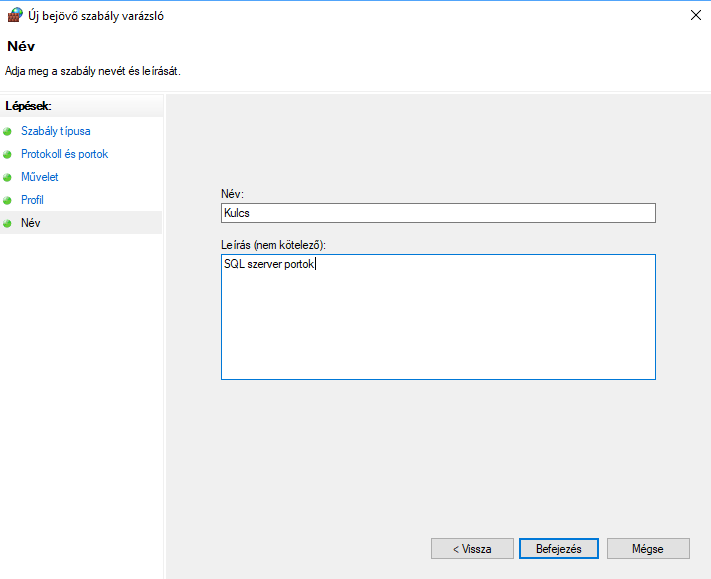 Új bejövő szabály varázsló
Név
Adja meg a szabály nevét és leírását.
Lépések:
Szabály típusa
Protokoll és portok
Művelet
Profil
Név
Név:
Kulcs
Leírás (nem kötelező):
SQL szerver portok
< Vissza
Befejezés
Mégse